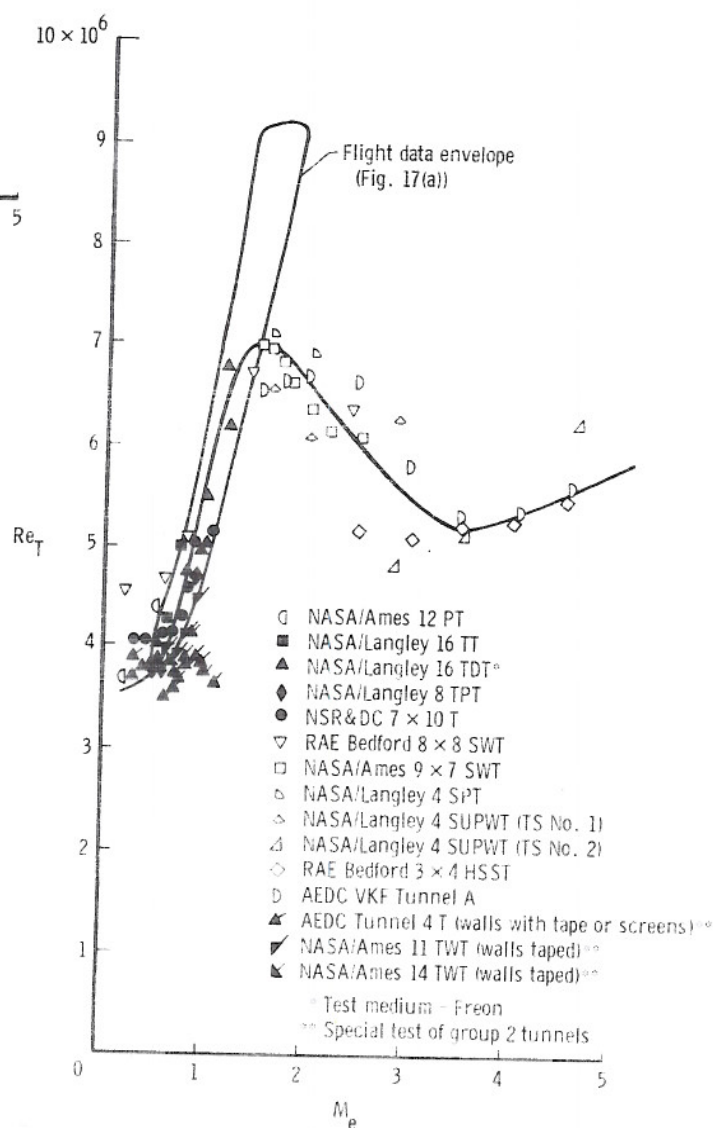 10 × 10⁶
9
Flight data envelope
(Fig. 17(a))
5
8
7
6
Re_T
5
4
3
2
1
0
NASA/Ames 12 PT
NASA/Langley 16 TT
NASA/Langley 16 TDT*
NASA/Langley 8 TPT
NSR&DC 7 × 10 T
RAE Bedford 8 × 8 SWT
NASA/Ames 9 × 7 SWT
NASA/Langley 4 SPT
NASA/Langley 4 SUPWT (TS No. 1)
NASA/Langley 4 SUPWT (TS No. 2)
RAE Bedford 3 × 4 HSST
AEDC VKF Tunnel A
AEDC Tunnel 4 T (walls with tape or screens)**
NASA/Ames 11 TWT (walls taped)**
NASA/Ames 14 TWT (walls taped)**
* Test medium - Freon
** Special test of group 2 tunnels
1 2 3 4 5
M_e